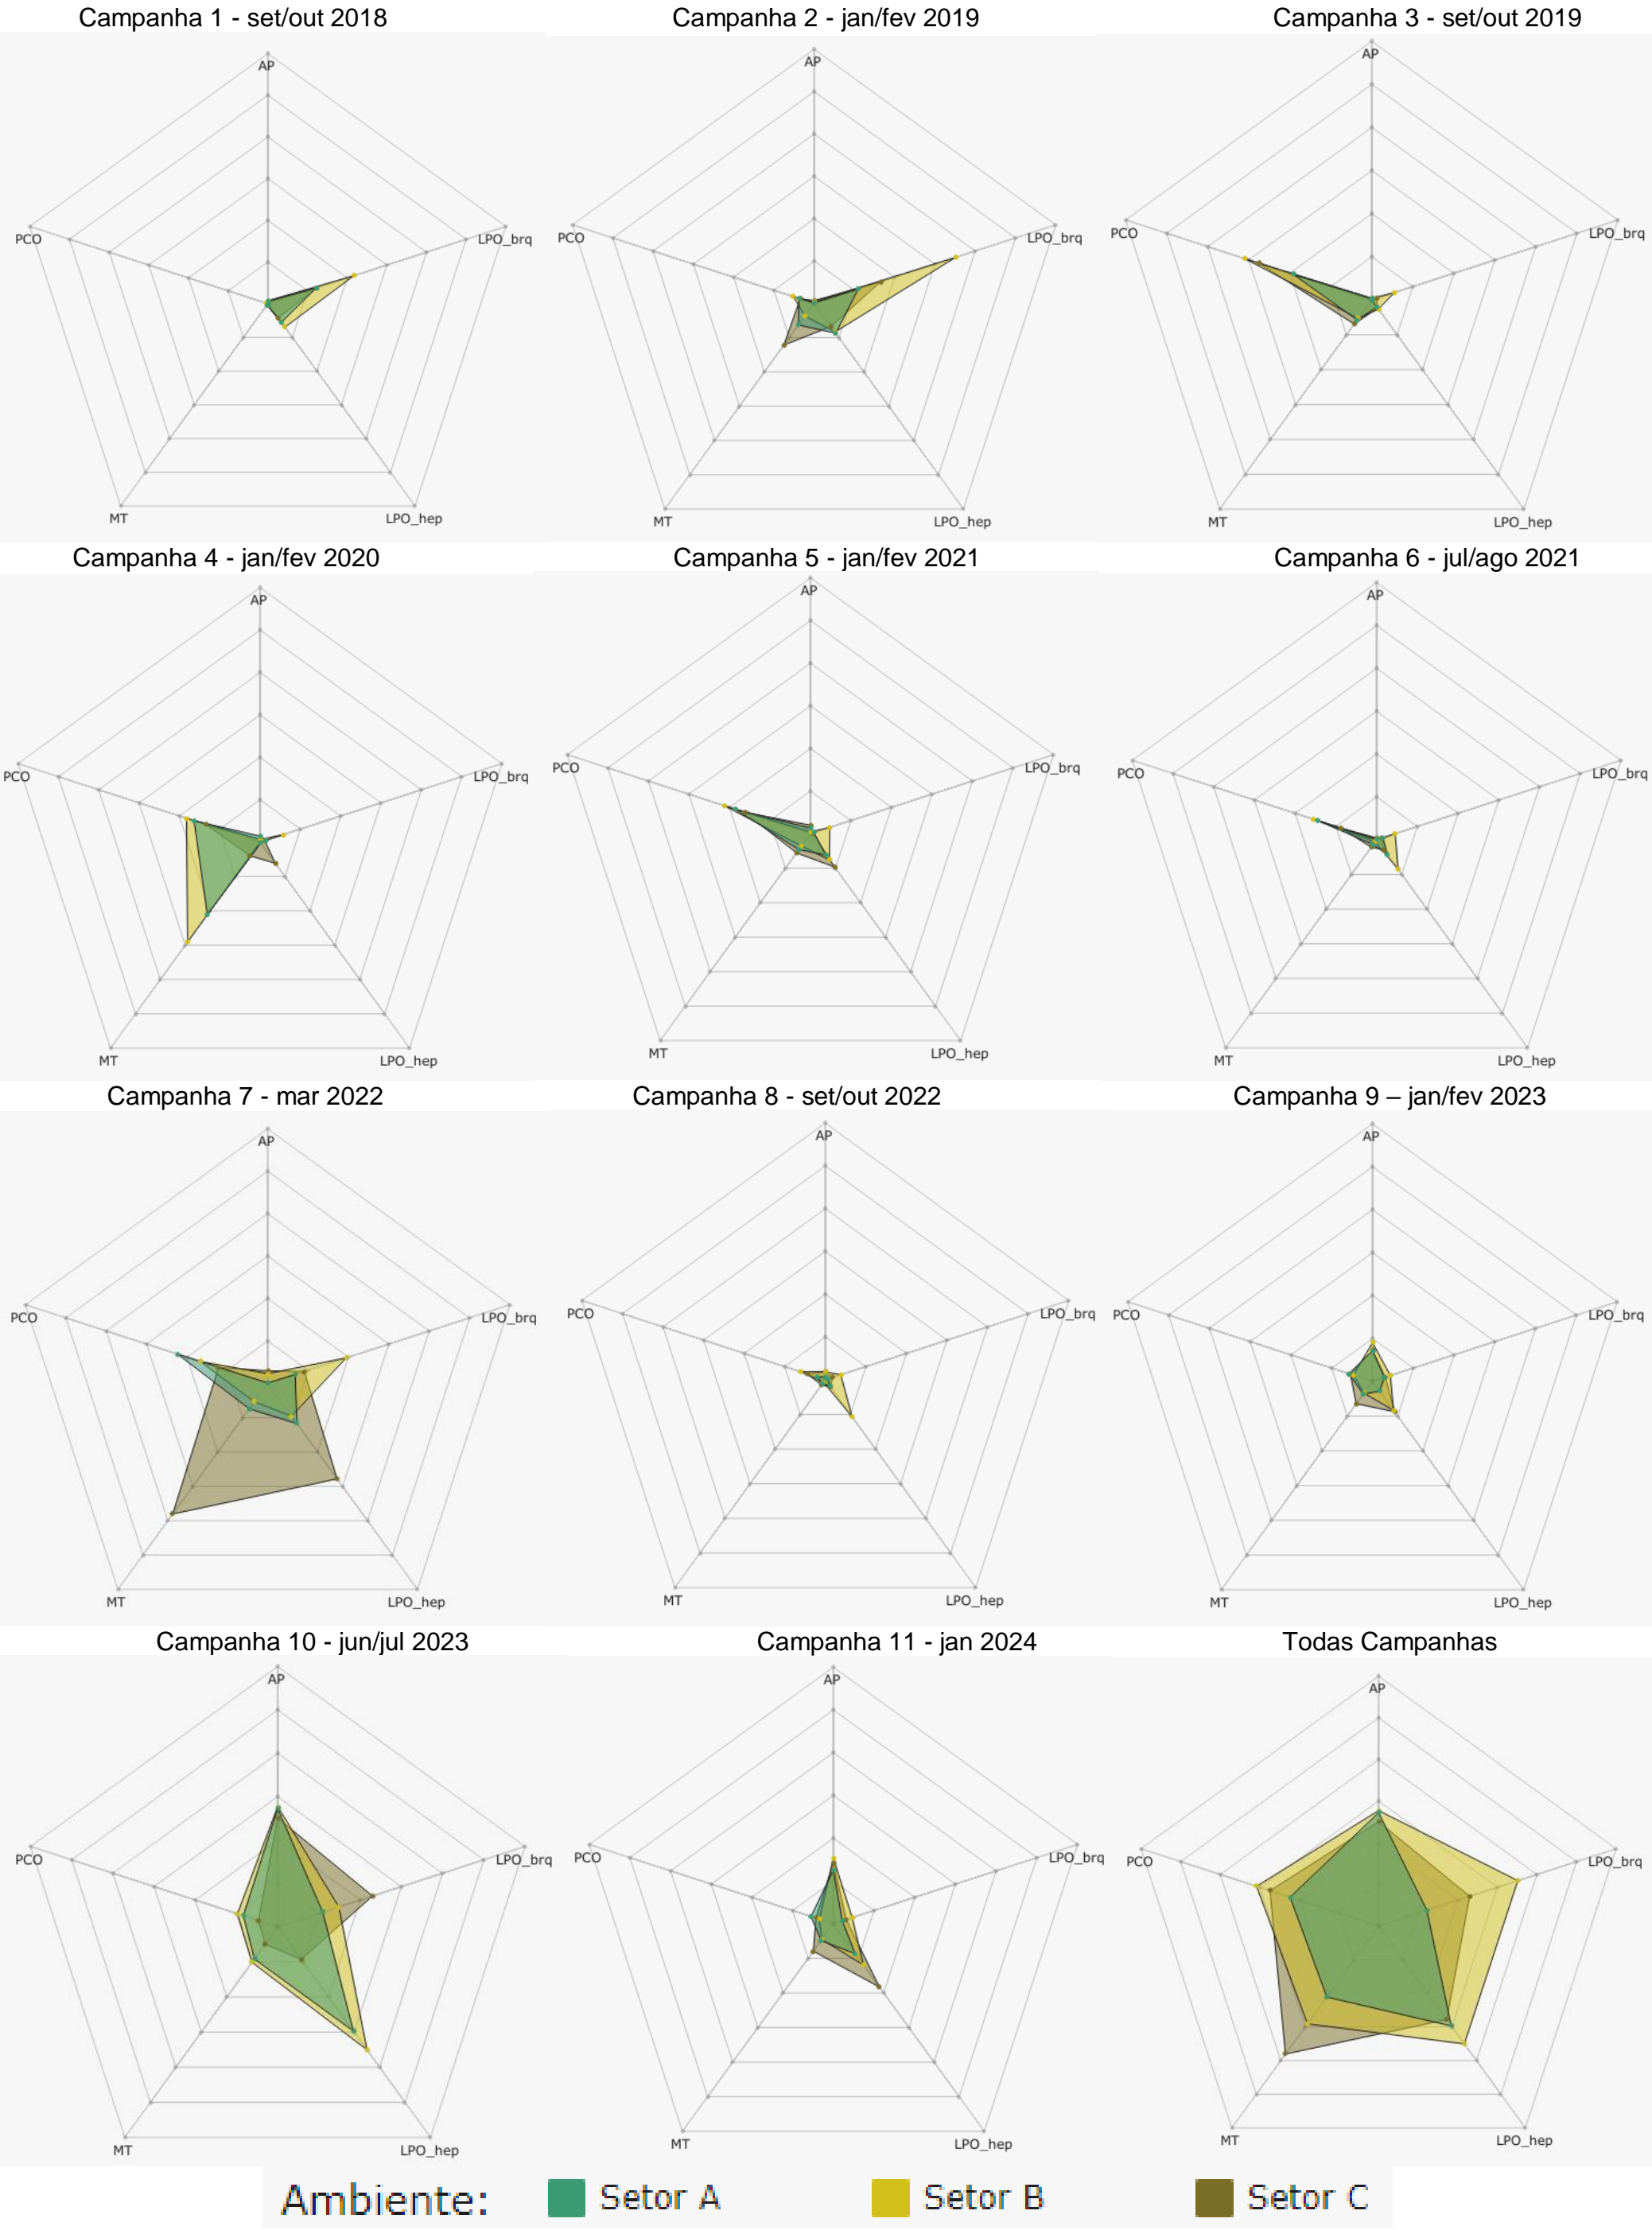 Campanha 1 - set/out 2018
AP
PCO
LPO_brq
MT
LPO_hep
Campanha 2 - jan/fev 2019
AP
PCO
LPO_brq
MT
LPO_hep
Campanha 3 - set/out 2019
AP
PCO
LPO_brq
MT
LPO_hep
Campanha 4 - jan/fev 2020
AP
PCO
LPO_brq
MT
LPO_hep
Campanha 5 - jan/fev 2021
AP
PCO
LPO_brq
MT
LPO_hep
Campanha 6 - jul/ago 2021
AP
PCO
LPO_brq
MT
LPO_hep
Campanha 7 - mar 2022
AP
PCO
LPO_brq
MT
LPO_hep
Campanha 8 - set/out 2022
AP
PCO
LPO_brq
MT
LPO_hep
Campanha 9 – jan/fev 2023
AP
PCO
LPO_brq
MT
LPO_hep
Campanha 10 - jun/jul 2023
AP
PCO
LPO_brq
MT
LPO_hep
Campanha 11 - jan 2024
AP
PCO
LPO_brq
MT
LPO_hep
Todas Campanhas
AP
PCO
LPO_brq
MT
LPO_hep
Ambiente: Setor A Setor B Setor C